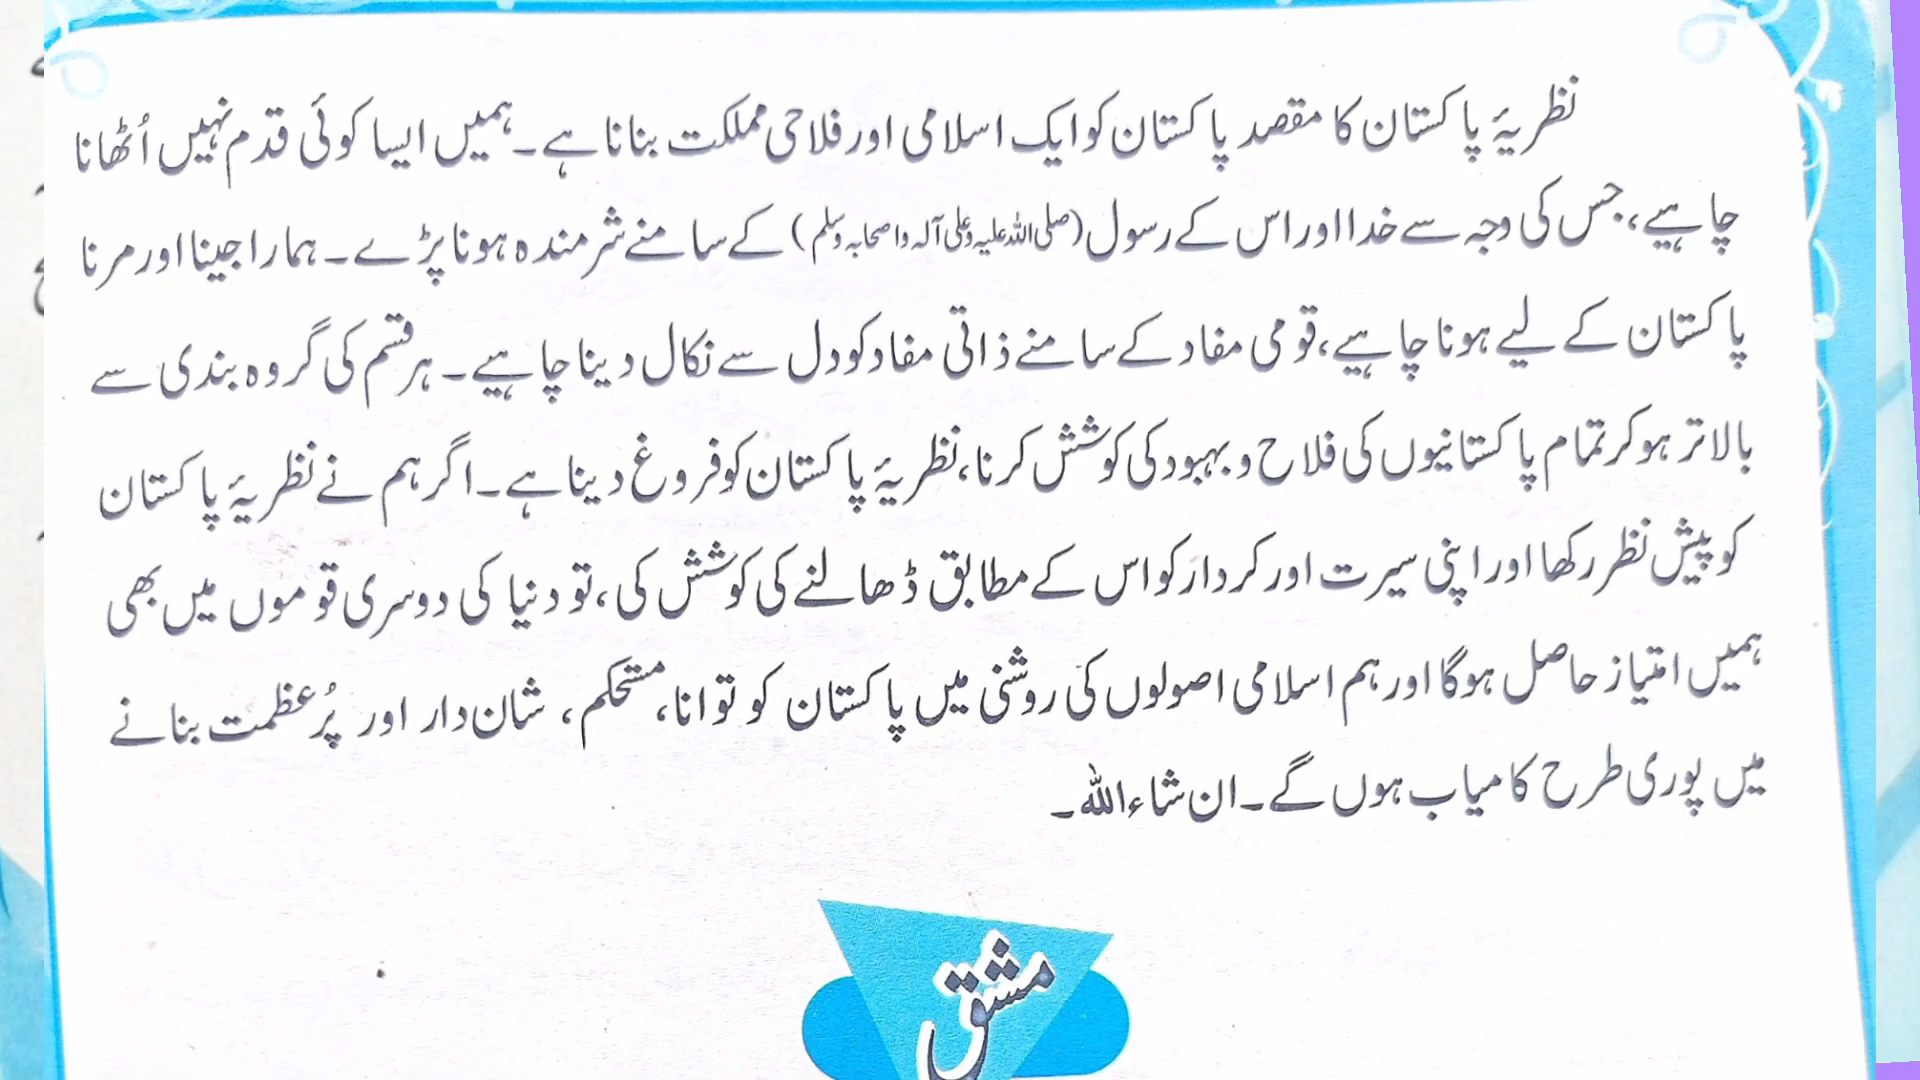 نظریۂ پاکستان کا مقصد پاکستان کو ایک اسلامی اور فلاحی مملکت بنانا ہے۔ ہمیں ایسا کوئی قدم نہیں اُٹھانا
چاہیے، جس کی وجہ سے خدا اور اس کے رسول (صلی اللہ علیہ وعلی آلہ واصحابہ وسلم) کے سامنے شرمندہ ہونا پڑے۔ ہمارا جینا اور مرنا
پاکستان کے لیے ہونا چاہیے، قومی مفاد کے سامنے ذاتی مفاد کو دل سے نکال دینا چاہیے۔ ہر قسم کی گروہ بندی سے
بالاتر ہو کر تمام پاکستانیوں کی فلاح و بہبود کی کوشش کرنا، نظریۂ پاکستان کو فروغ دینا ہے۔ اگر ہم نے نظریۂ پاکستان
کو پیشِ نظر رکھا اور اپنی سیرت اور کردار کو اس کے مطابق ڈھالنے کی کوشش کی، تو دنیا کی دوسری قوموں میں بھی
ہمیں امتیاز حاصل ہوگا اور ہم اسلامی اصولوں کی روشنی میں پاکستان کو توانا، مستحکم، شان دار اور پُرعظمت بنانے
میں پوری طرح کامیاب ہوں گے۔ ان شاء اللہ۔
مشق